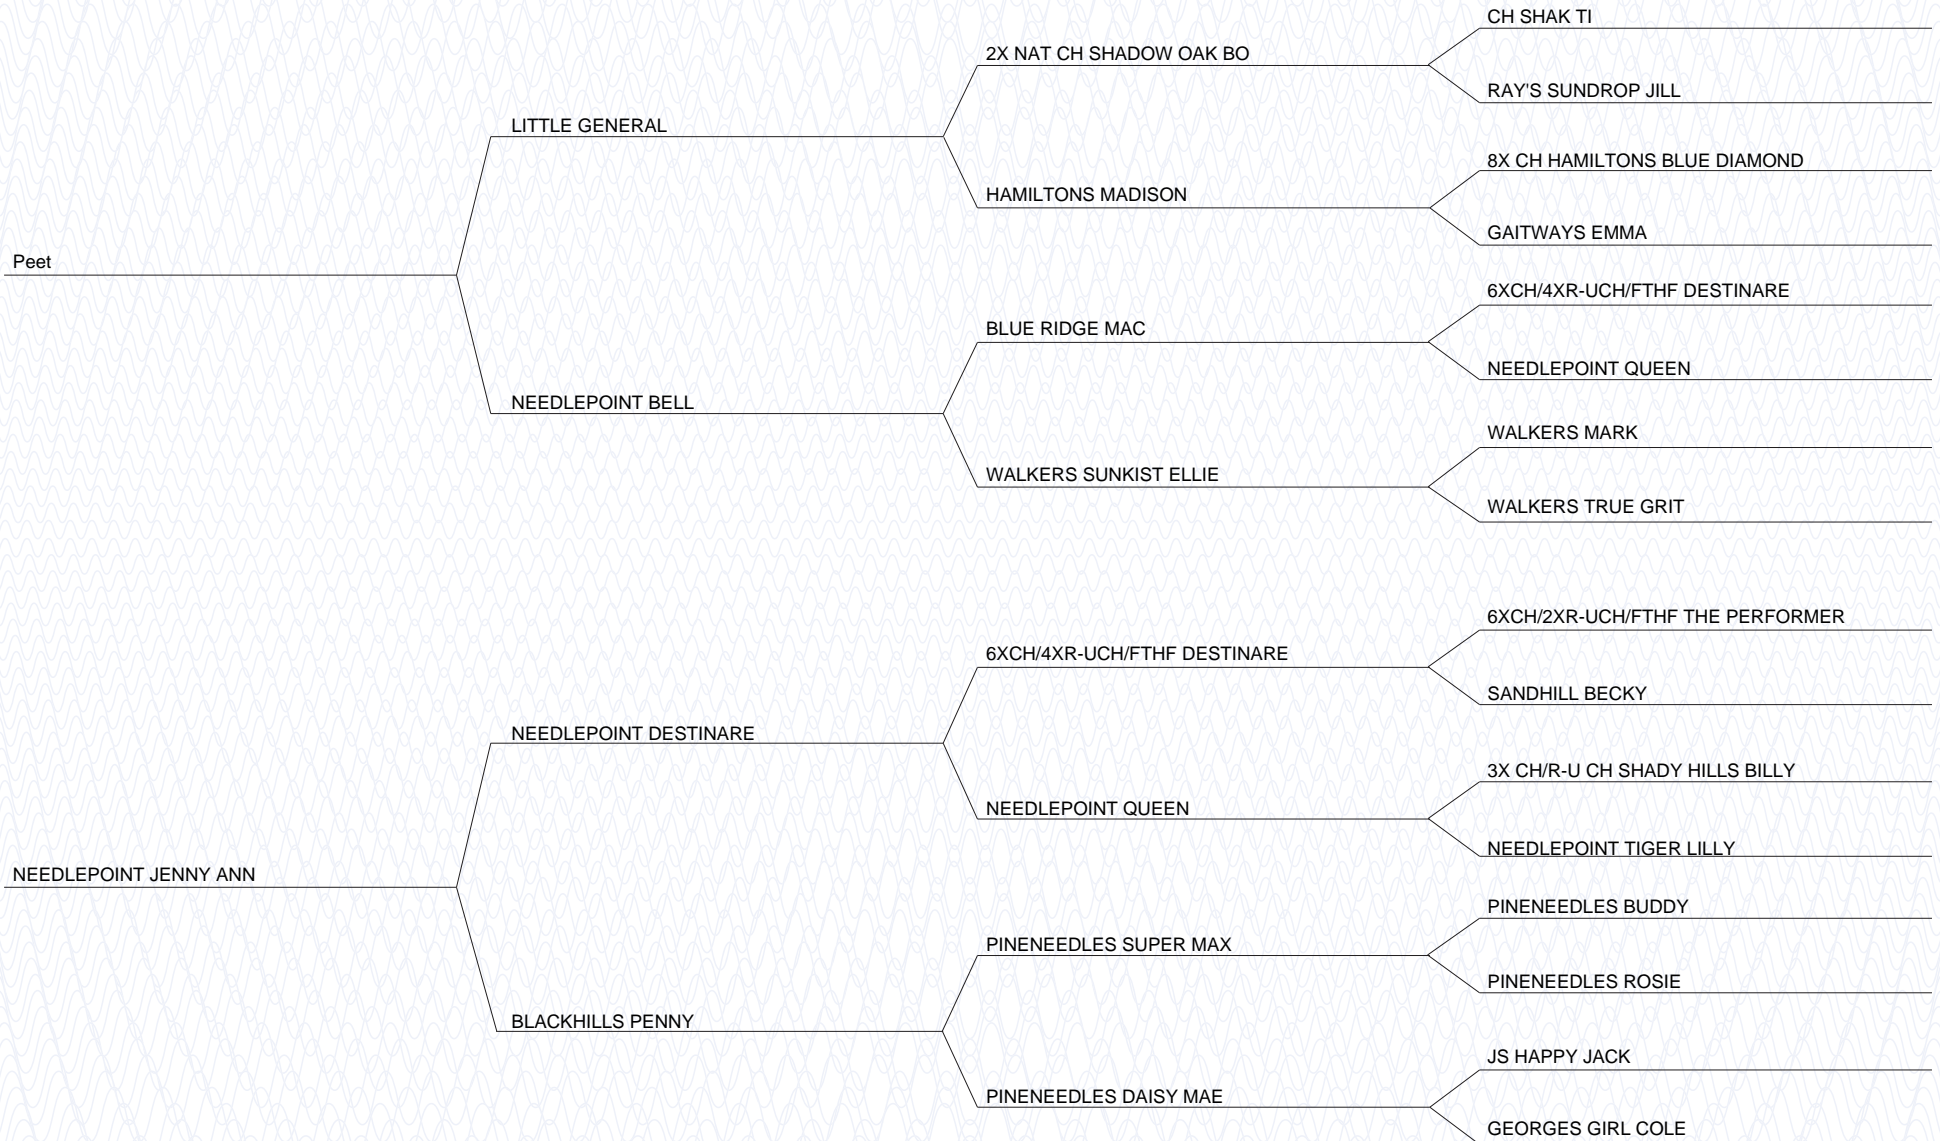 CH SHAK TI
2X NAT CH SHADOW OAK BO
RAY'S SUNDROP JILL
LITTLE GENERAL
8X CH HAMILTONS BLUE DIAMOND
HAMILTONS MADISON
GAITWAYS EMMA
Peet
6XCH/4XR-UCH/FTHF DESTINARE
BLUE RIDGE MAC
NEEDLEPOINT QUEEN
NEEDLEPOINT BELL
WALKERS MARK
WALKERS SUNKIST ELLIE
WALKERS TRUE GRIT
6XCH/2XR-UCH/FTHF THE PERFORMER
6XCH/4XR-UCH/FTHF DESTINARE
SANDHILL BECKY
NEEDLEPOINT DESTINARE
3X CH/R-U CH SHADY HILLS BILLY
NEEDLEPOINT QUEEN
NEEDLEPOINT TIGER LILLY
NEEDLEPOINT JENNY ANN
PINENEEDLES BUDDY
PINENEEDLES SUPER MAX
PINENEEDLES ROSIE
BLACKHILLS PENNY
JS HAPPY JACK
PINENEEDLES DAISY MAE
GEORGES GIRL COLE